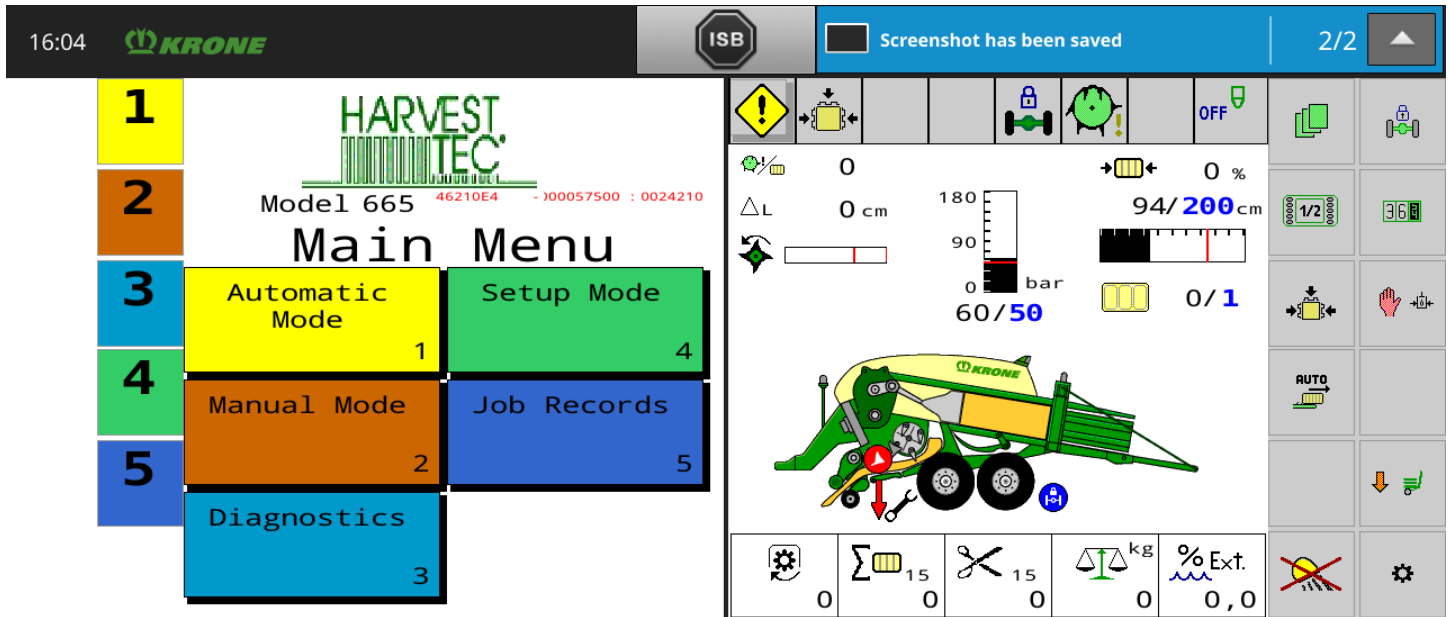 16:04
KRONE
ISB
Screenshot has been saved
2/2
1
2
3
4
5
HARVEST
TEC
Model 665
46210E4 - 000057500 : 0024210
Main Menu
Automatic
Mode
1
Setup Mode
4
Manual Mode
2
Job Records
5
Diagnostics
3
OFF
0
0 %
L
0 cm
180
90
0
bar
60/50
94/200 cm
0/1
KRONE
15
0
15
0
0
kg
0
% Ext.
0,0
1/2
36
AUTO